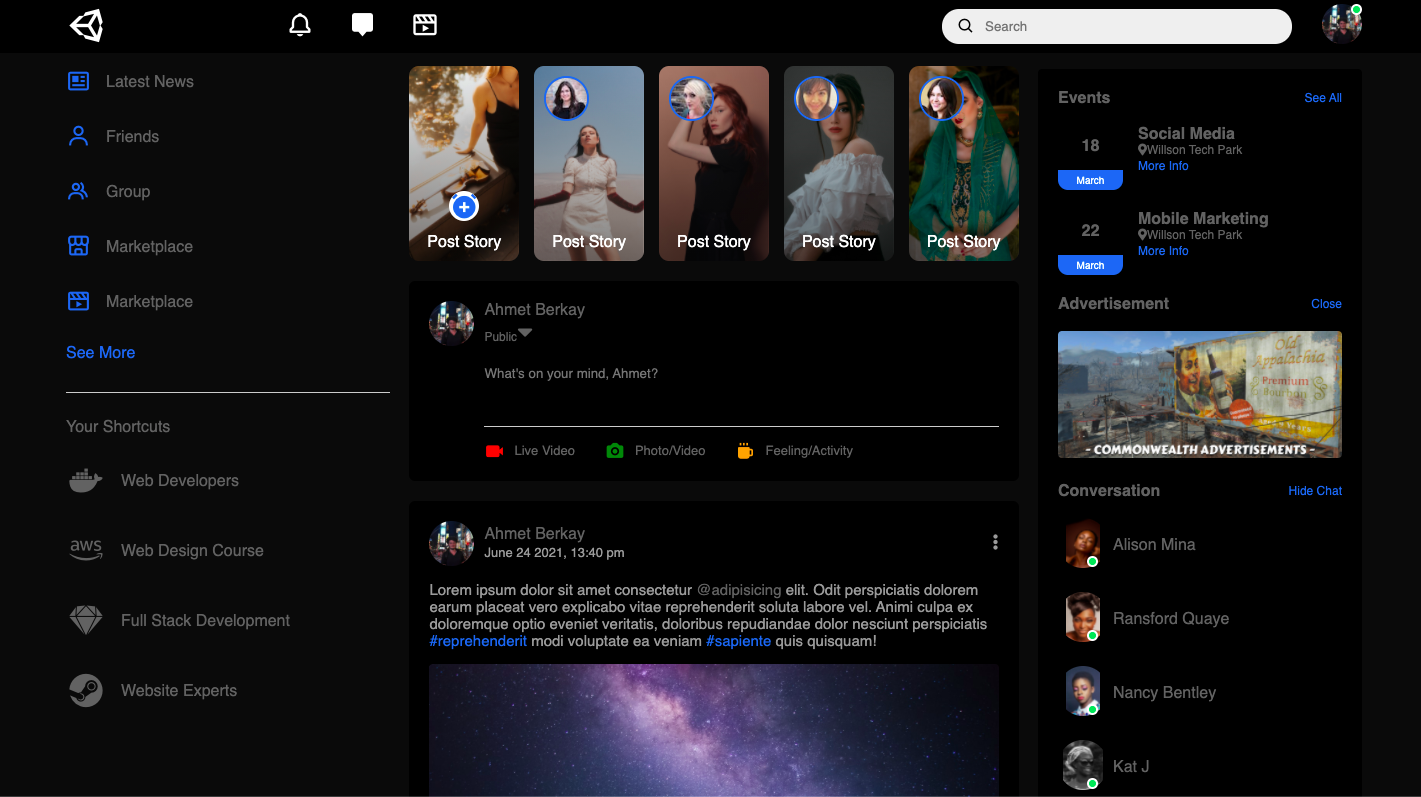 Search
Latest News
Friends
Group
Marketplace
Marketplace
See More
Your Shortcuts
Web Developers
aws
Web Design Course
Full Stack Development
Website Experts
Post Story
Post Story
Post Story
Post Story
Post Story
Ahmet Berkay
Public
What's on your mind, Ahmet?
Live Video
Photo/Video
Feeling/Activity
Ahmet Berkay
June 24 2021, 13:40 pm
Lorem ipsum dolor sit amet consectetur @adipisicing elit. Odit perspiciatis dolorem
earum placeat vero explicabo vitae reprehenderit soluta labore vel. Animi culpa ex
doloremque optio eveniet veritatis, doloribus repudiandae dolor nesciunt perspiciatis
#reprehenderit modi voluptate ea veniam #sapiente quis quisquam!
Events
See All
18
March
Social Media
Willson Tech Park
More Info
22
March
Mobile Marketing
Willson Tech Park
More Info
Advertisement
Close
Old
Appalachia
Premium
Bourbon
- COMMONWEALTH ADVERTISEMENTS -
Conversation
Hide Chat
Alison Mina
Ransford Quaye
Nancy Bentley
Kat J